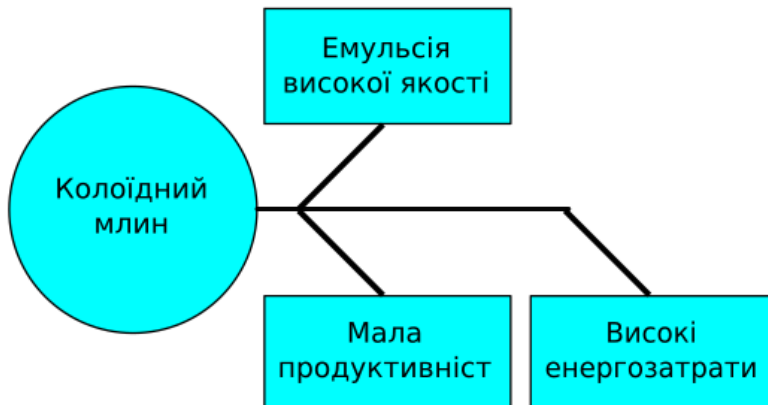 Емульсія
високої якості
Колоїдний
млин
Мала
продуктивніст
Високі
енергозатрати